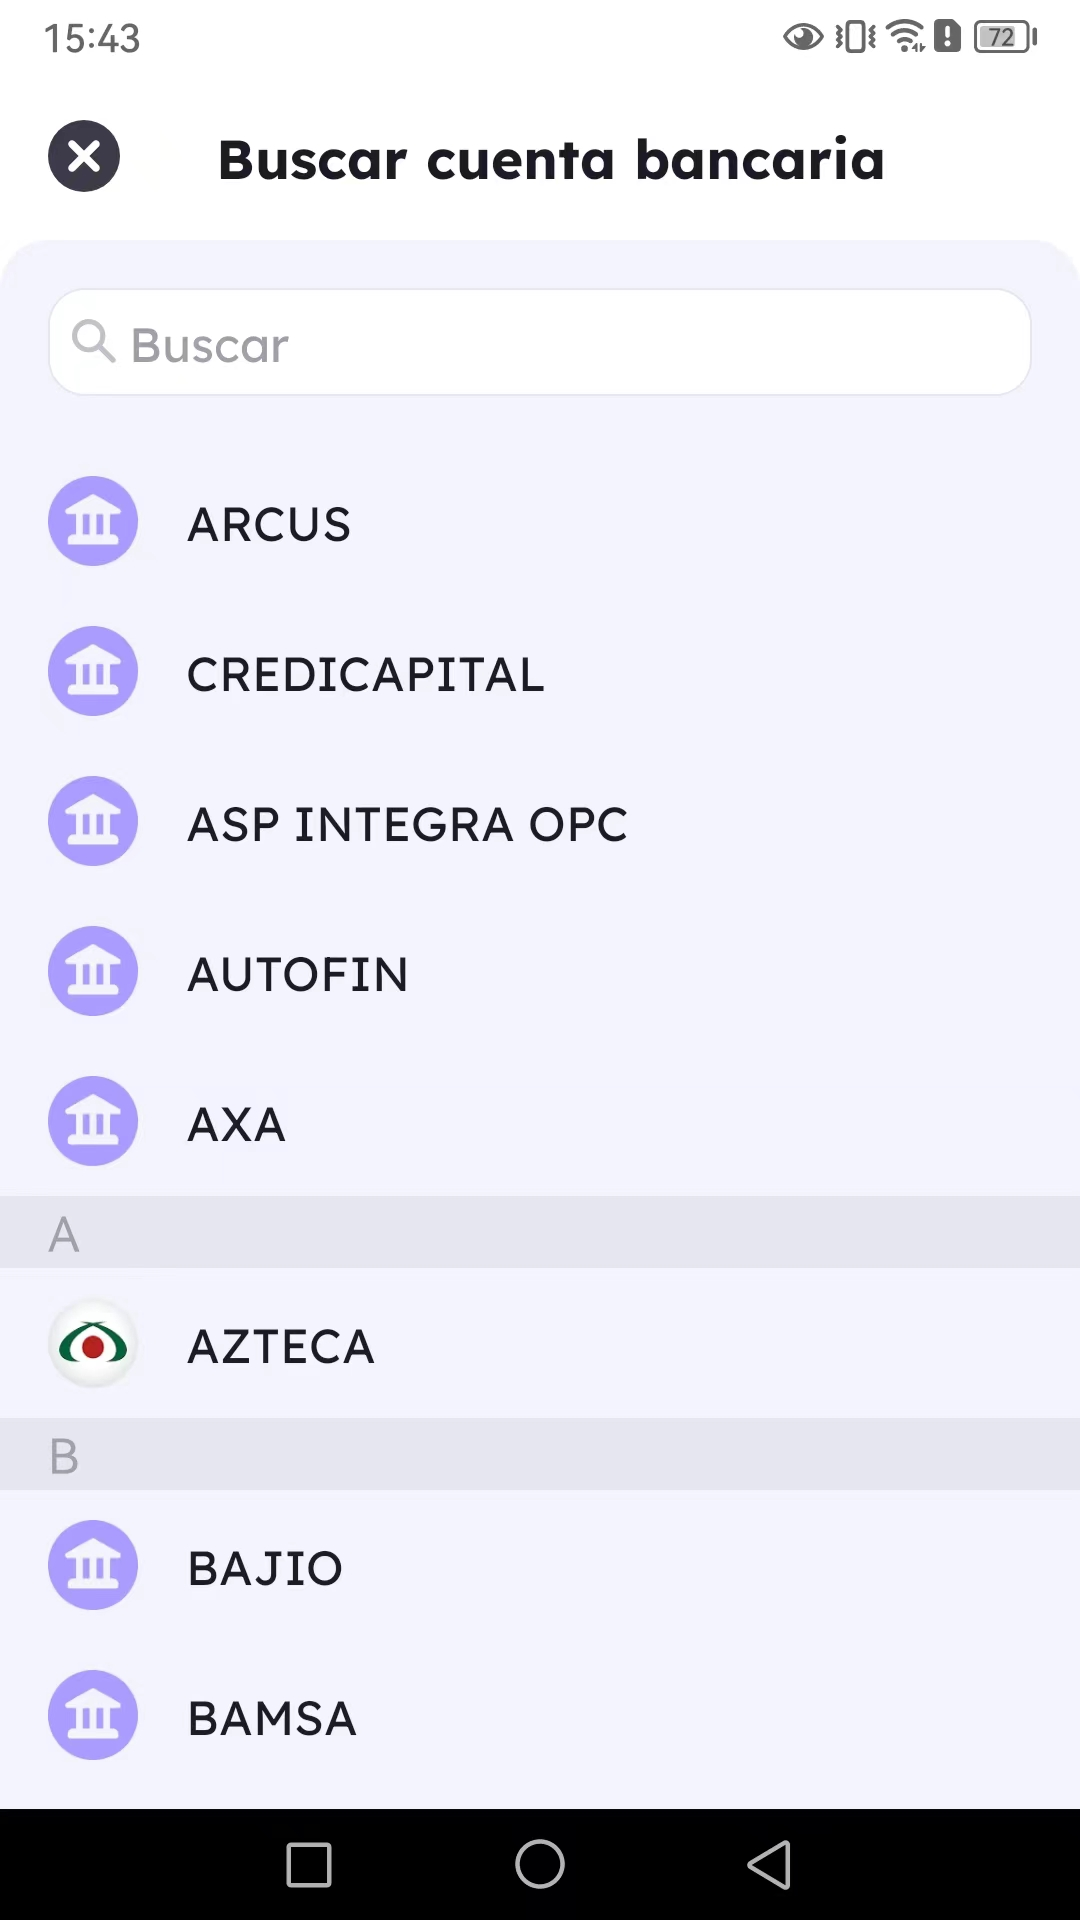 15:43
72
Buscar cuenta bancaria
Buscar
ARCUS
CREDICAPITAL
ASP INTEGRA OPC
AUTOFIN
AXA
A
AZTECA
B
BAJIO
BAMSA